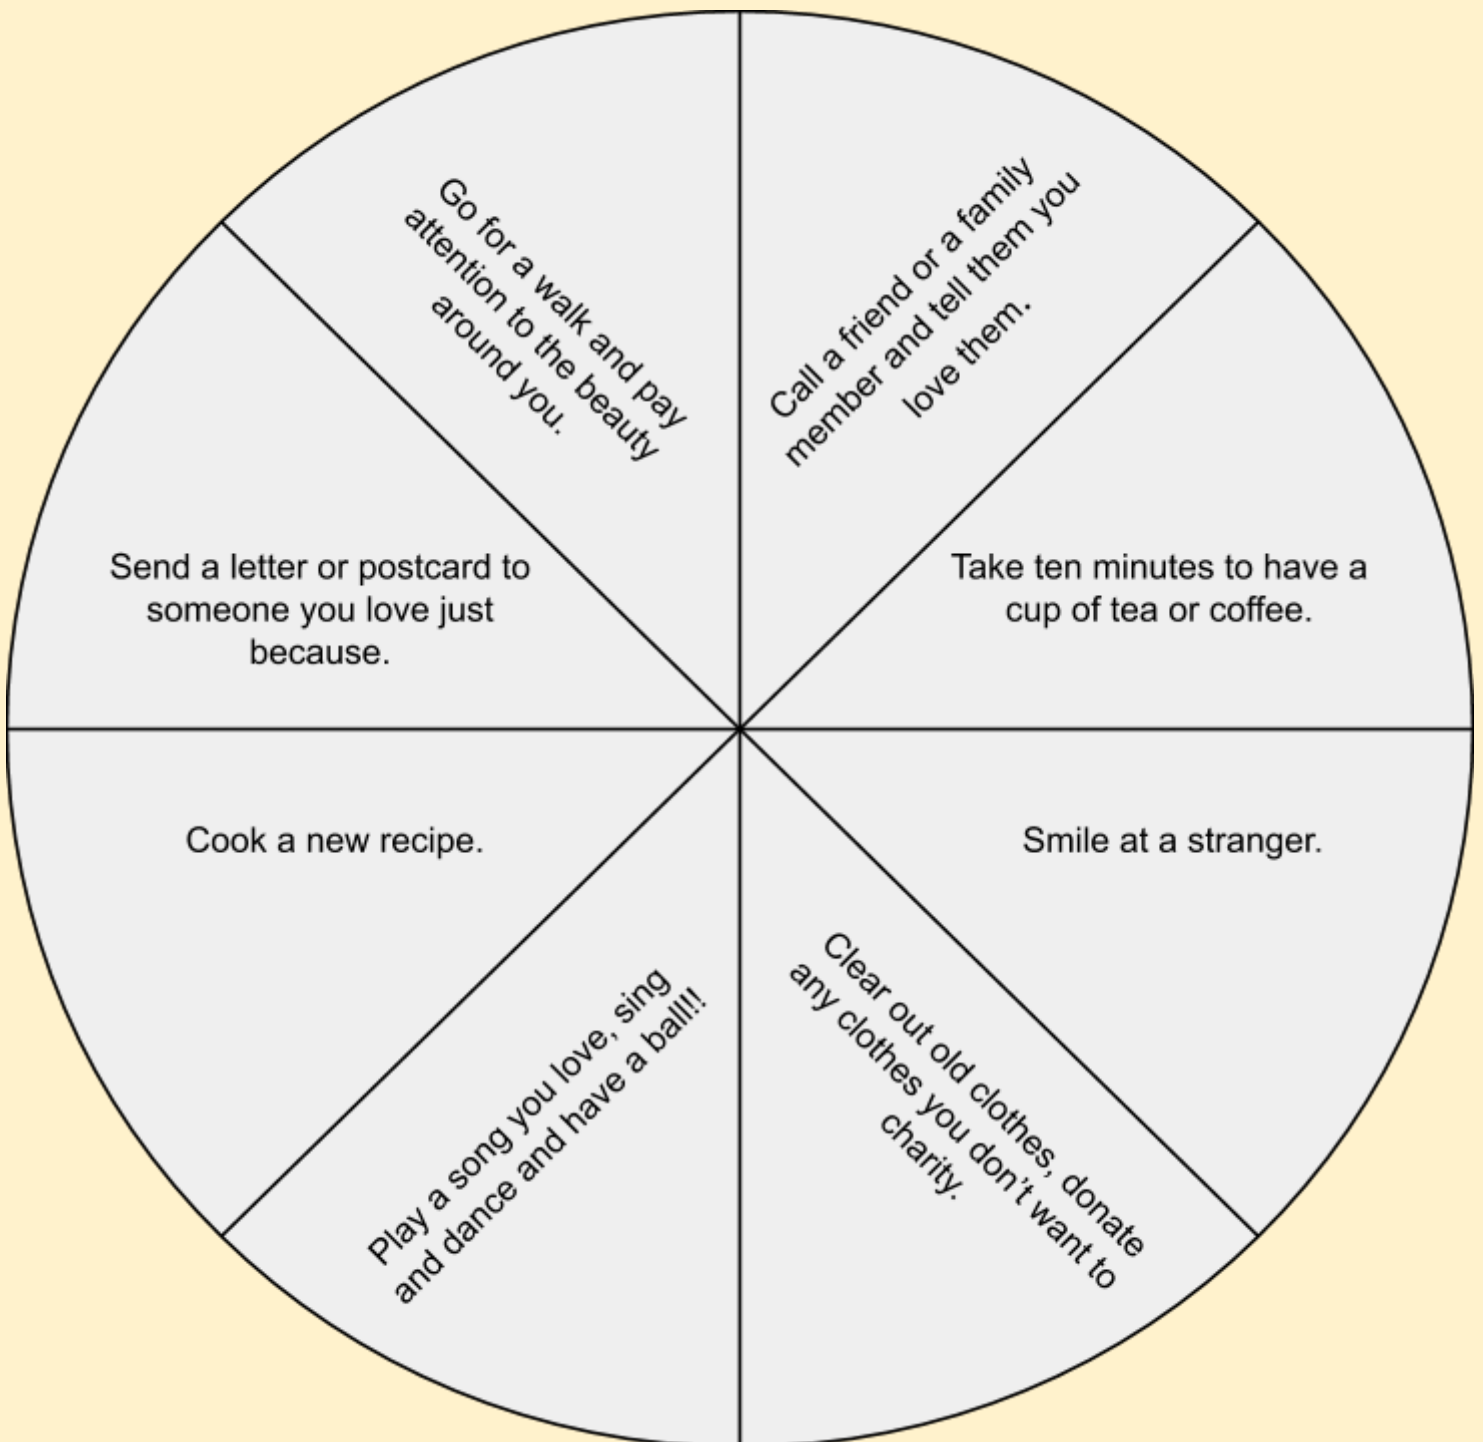 Go for a walk and pay
attention to the beauty
around you.
Call a friend or a family
member and tell them you
love them.
Send a letter or postcard to
someone you love just
because.
Take ten minutes to have a
cup of tea or coffee.
Cook a new recipe.
Smile at a stranger.
Play a song you love, sing
and dance and have a ball!!!
Clear out old clothes, donate
any clothes you don't want to
charity.